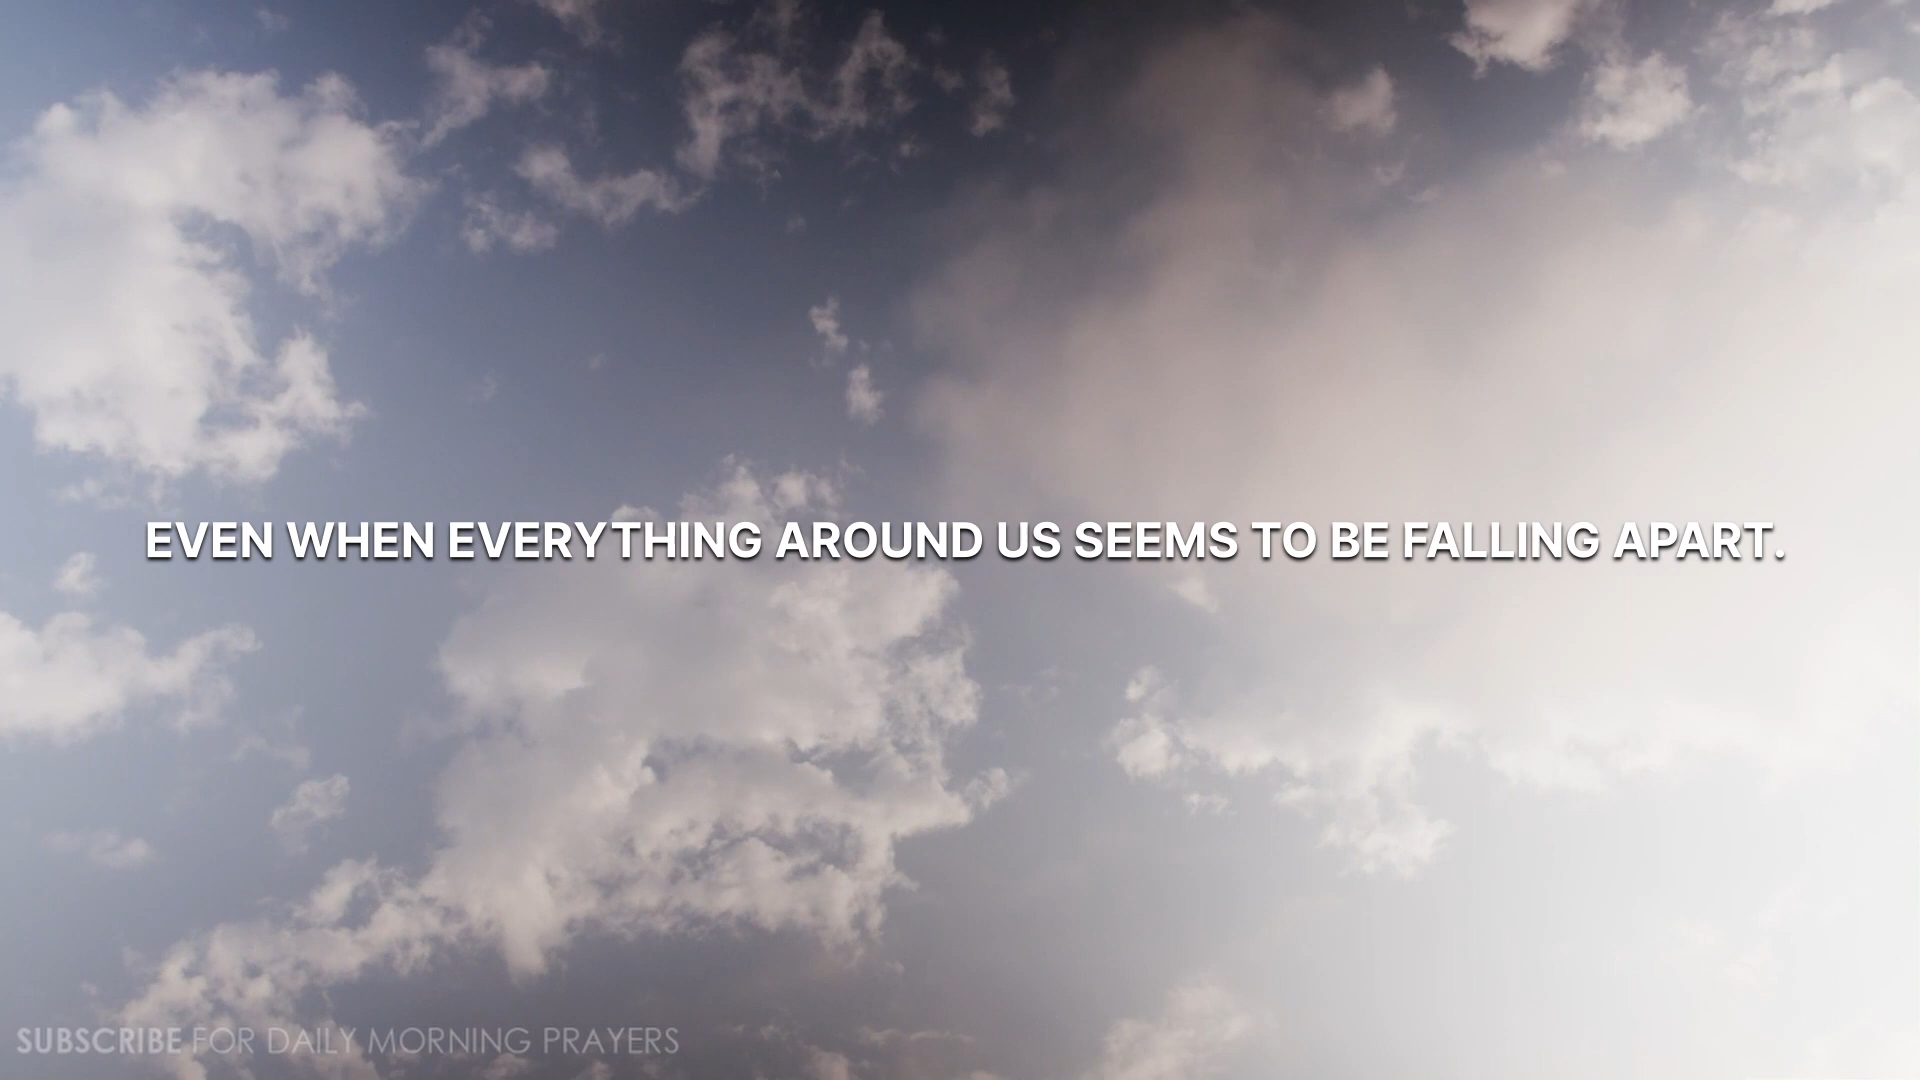 EVEN WHEN EVERYTHING AROUND US SEEMS TO BE FALLING APART.
SUBSCRIBE FOR DAILY MORNING PRAYERS